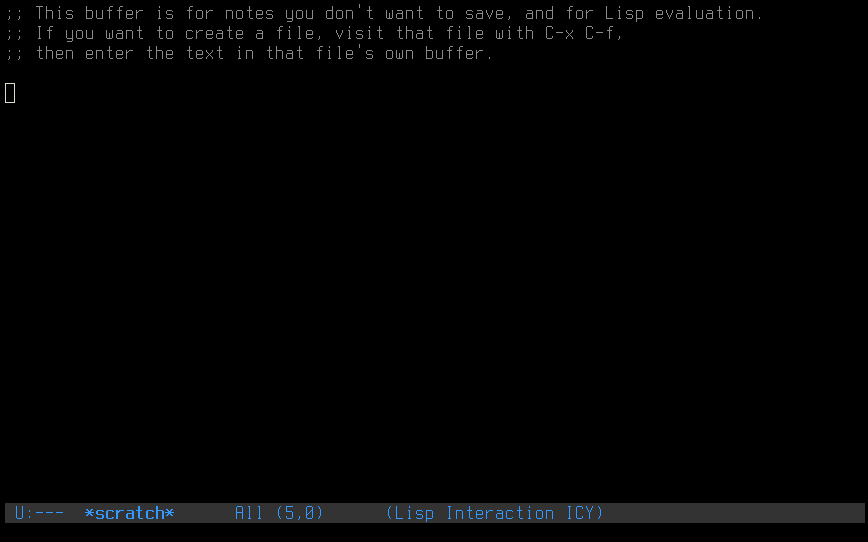 ;; This buffer is for notes you don't want to save, and for Lisp evaluation.
;; If you want to create a file, visit that file with C-x C-f,
;; then enter the text in that file's own buffer.
U:---  *scratch*      All (5,0)      (Lisp Interaction ICY)